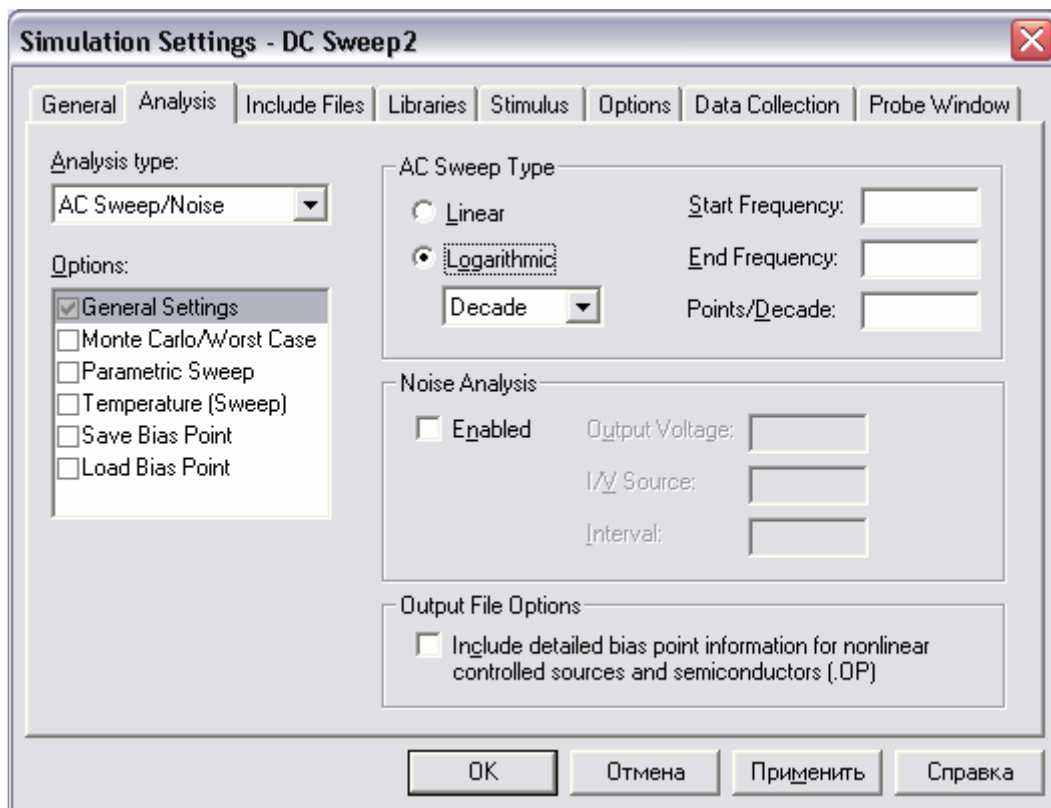 Simulation Settings - DC Sweep2
General
Analysis
Include Files
Libraries
Stimulus
Options
Data Collection
Probe Window
Analysis type:
AC Sweep/Noise
Options:
General Settings
Monte Carlo/Worst Case
Parametric Sweep
Temperature (Sweep)
Save Bias Point
Load Bias Point
AC Sweep Type
Linear
Logarithmic
Decade
Start Frequency:
End Frequency:
Points/Decade:
Noise Analysis
Enabled
Output Voltage:
I/V Source:
Interval:
Output File Options
Include detailed bias point information for nonlinear
controlled sources and semiconductors (.OP)
OK
Отмена
Применить
Справка